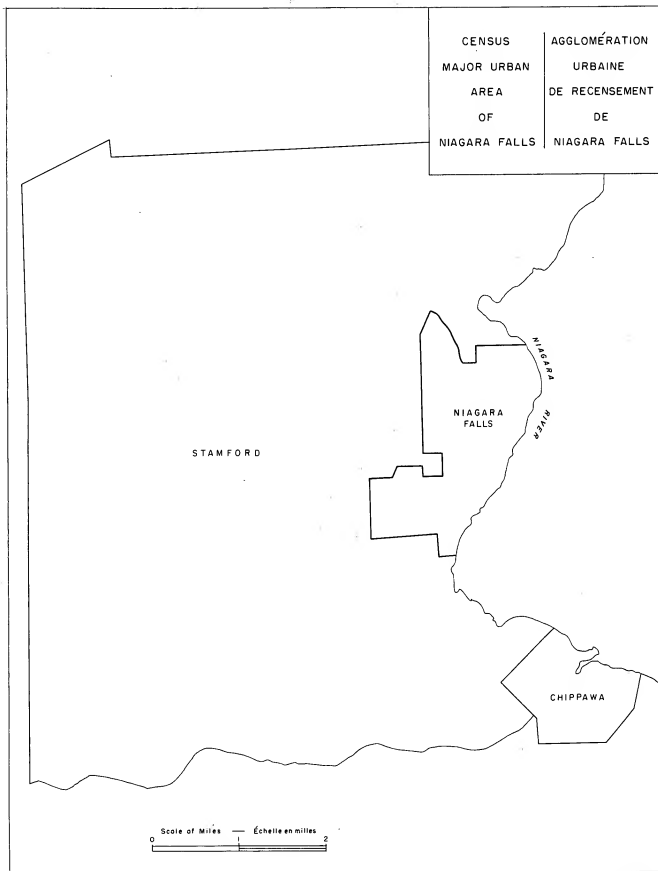 CENSUS
MAJOR URBAN
AREA
OF
NIAGARA FALLS
AGGLOMÉRATION
URBAINE
DE RECENSEMENT
DE
NIAGARA FALLS
NIAGARA RIVER
NIAGARA
FALLS
STAMFORD
CHIPPAWA
Scale of Miles — Échelle en milles
0 1 2